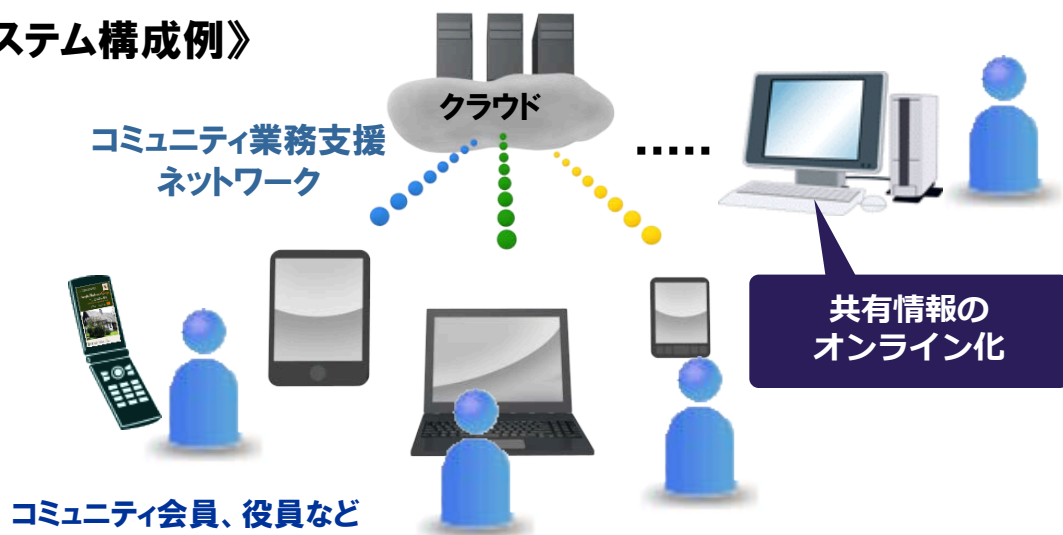 ステム構成例》
クラウド
コミュニティ業務支援
ネットワーク
.....
共有情報の
オンライン化
コミュニティ会員、役員など